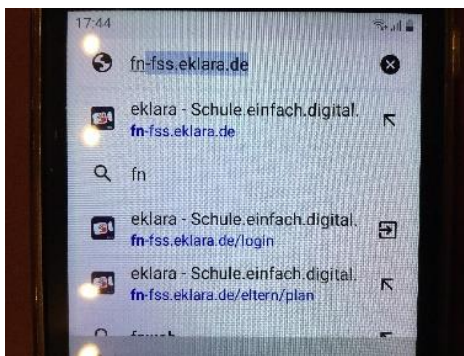 17:44
fn-fss.eklara.de
eklara - Schule.einfach.digital.
fn-fss.eklara.de
fn
eklara - Schule.einfach.digital.
fn-fss.eklara.de/login
eklara - Schule.einfach.digital.
fn-fss.eklara.de/eltern/plan